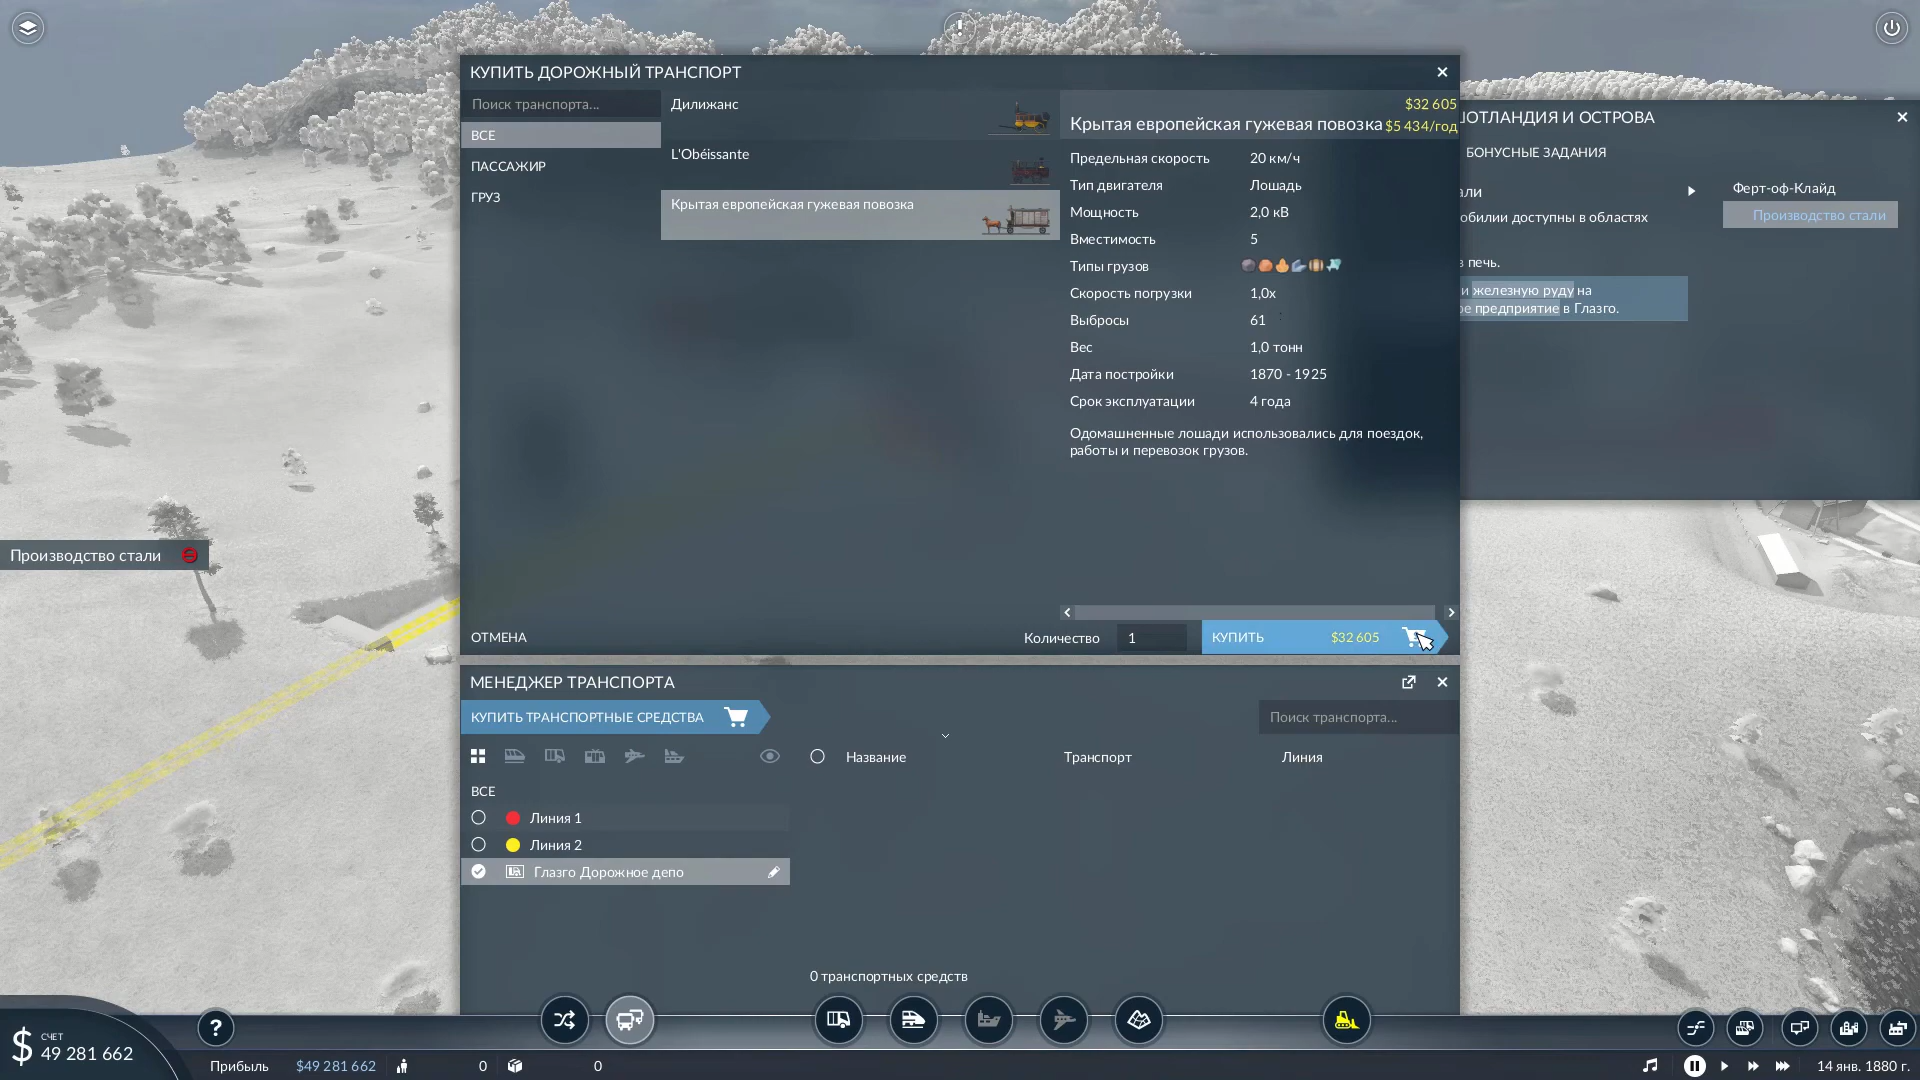 КУПИТЬ ДОРОЖНЫЙ ТРАНСПОРТ
Поиск транспорта...
ВСЕ
ПАССАЖИР
ГРУЗ
Дилижанс
L'Obéissante
Крытая европейская гужевая повозка
$32 605
Крытая европейская гужевая повозка $5 434/год
Предельная скорость 20 км/ч
Тип двигателя Лошадь
Мощность 2,0 кВ
Вместимость 5
Типы грузов
Скорость погрузки 1,0x
Выбросы 61
Вес 1,0 тонн
Дата постройки 1870 - 1925
Срок эксплуатации 4 года
Одомашненные лошади использовались для поездок,
работы и перевозок грузов.
ОТМЕНА
Количество 1
КУПИТЬ $32 605
ШОТЛАНДИЯ И ОСТРОВА
БОНУСНЫЕ ЗАДАНИЯ
али
обилии доступны в областях
в печь.
и железную руду на
ое предприятие в Глазго.
Ферт-оф-Клайд
Производство стали
Производство стали
МЕНЕДЖЕР ТРАНСПОРТА
КУПИТЬ ТРАНСПОРТНЫЕ СРЕДСТВА
Поиск транспорта...
Название Транспорт Линия
ВСЕ
Линия 1
Линия 2
Глазго Дорожное депо
0 транспортных средств
?
$ СЧЕТ
49 281 662
Прибыль $49 281 662 0 0
14 янв. 1880 г.